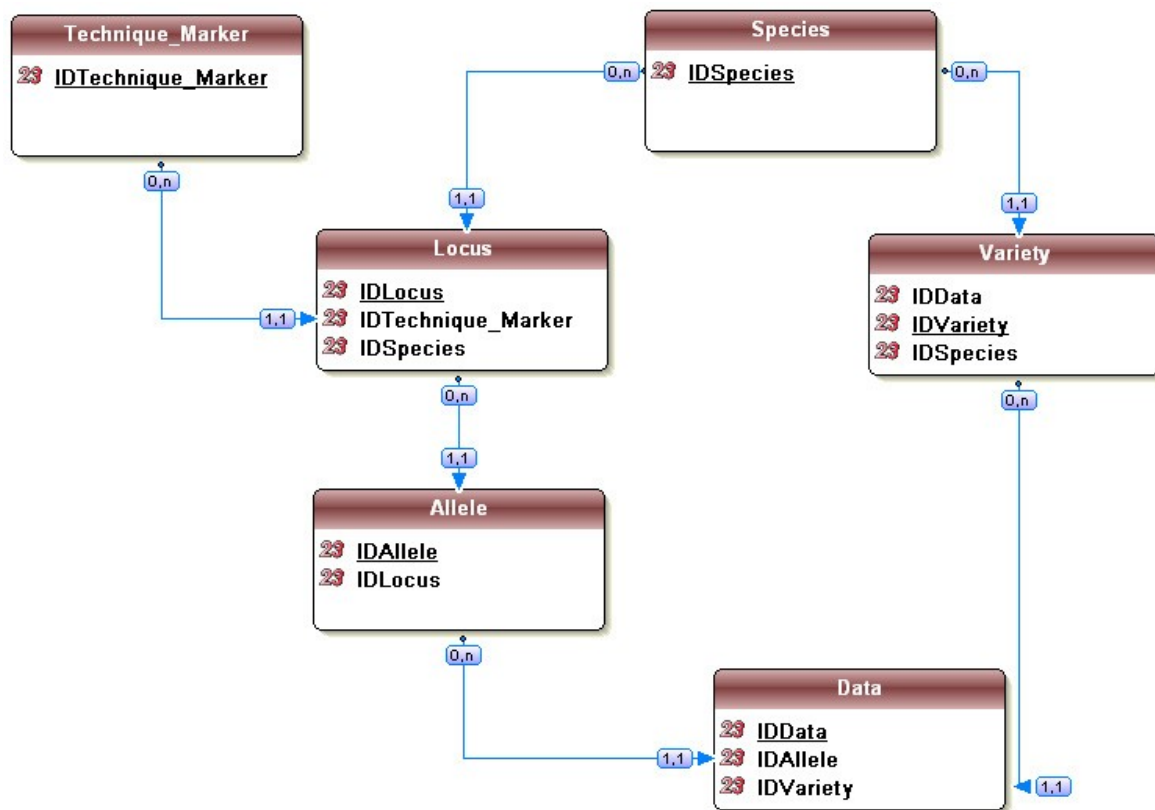 Technique_Marker
23 IDTechnique_Marker
0,n
Species
23 IDSpecies
0,n
0,n
1,1
1,1
1,1
Locus
23 IDLocus
23 IDTechnique_Marker
23 IDSpecies
0,n
Variety
23 IDData
23 IDVariety
23 IDSpecies
0,n
1,1
Allele
23 IDAllele
23 IDLocus
0,n
1,1
Data
23 IDData
23 IDAllele
23 IDVariety
1,1